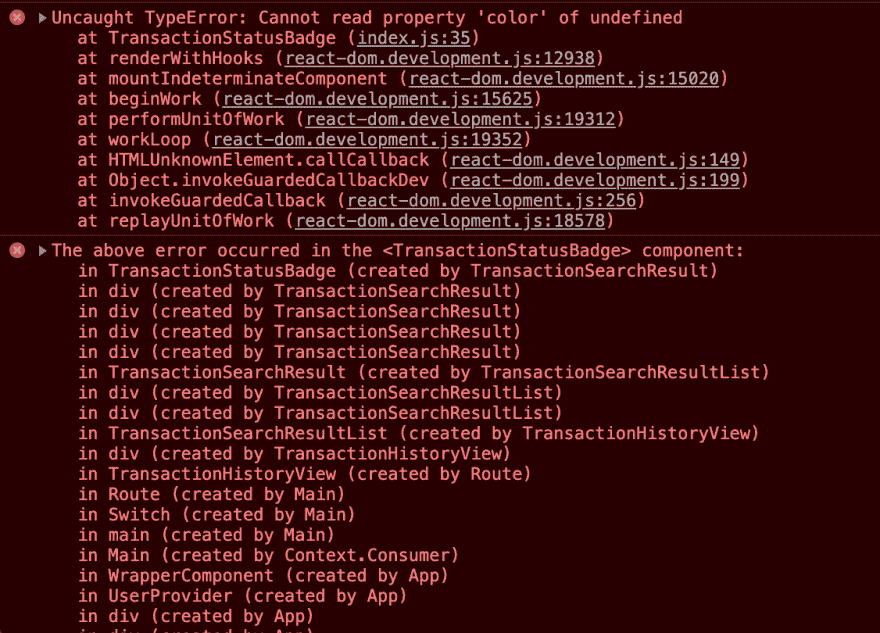 Uncaught TypeError: Cannot read property 'color' of undefined
at TransactionStatusBadge (index.js:35)
at renderWithHooks (react-dom.development.js:12938)
at mountIndeterminateComponent (react-dom.development.js:15020)
at beginWork (react-dom.development.js:15625)
at performUnitOfWork (react-dom.development.js:19312)
at workLoop (react-dom.development.js:19352)
at HTMLUnknownElement.callCallback (react-dom.development.js:149)
at Object.invokeGuardedCallbackDev (react-dom.development.js:199)
at invokeGuardedCallback (react-dom.development.js:256)
at replayUnitOfWork (react-dom.development.js:18578)
The above error occurred in the <TransactionStatusBadge> component:
in TransactionStatusBadge (created by TransactionSearchResult)
in div (created by TransactionSearchResult)
in div (created by TransactionSearchResult)
in div (created by TransactionSearchResult)
in div (created by TransactionSearchResult)
in TransactionSearchResult (created by TransactionSearchResultList)
in div (created by TransactionSearchResultList)
in div (created by TransactionSearchResultList)
in TransactionSearchResultList (created by TransactionHistoryView)
in div (created by TransactionHistoryView)
in TransactionHistoryView (created by Route)
in Route (created by Main)
in Switch (created by Main)
in main (created by Main)
in Main (created by Context.Consumer)
in WrapperComponent (created by App)
in UserProvider (created by App)
in div (created by App)